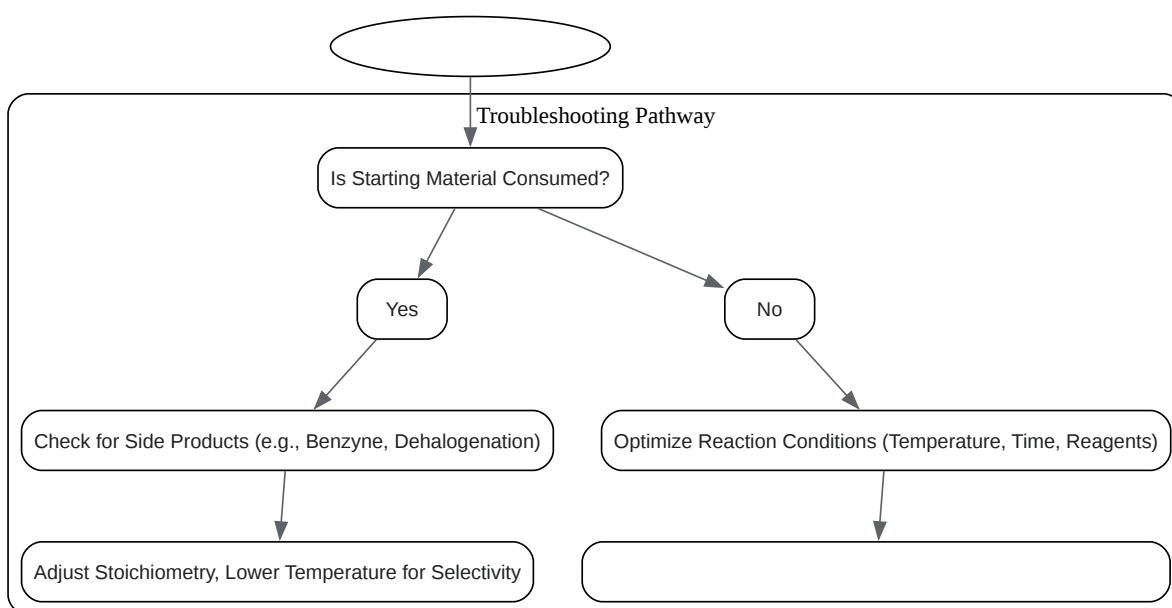 Troubleshooting Pathway
Is Starting Material Consumed?
Yes
No
Check for Side Products (e.g., Benzyne, Dehalogenation)
Optimize Reaction Conditions (Temperature, Time, Reagents)
Adjust Stoichiometry, Lower Temperature for Selectivity